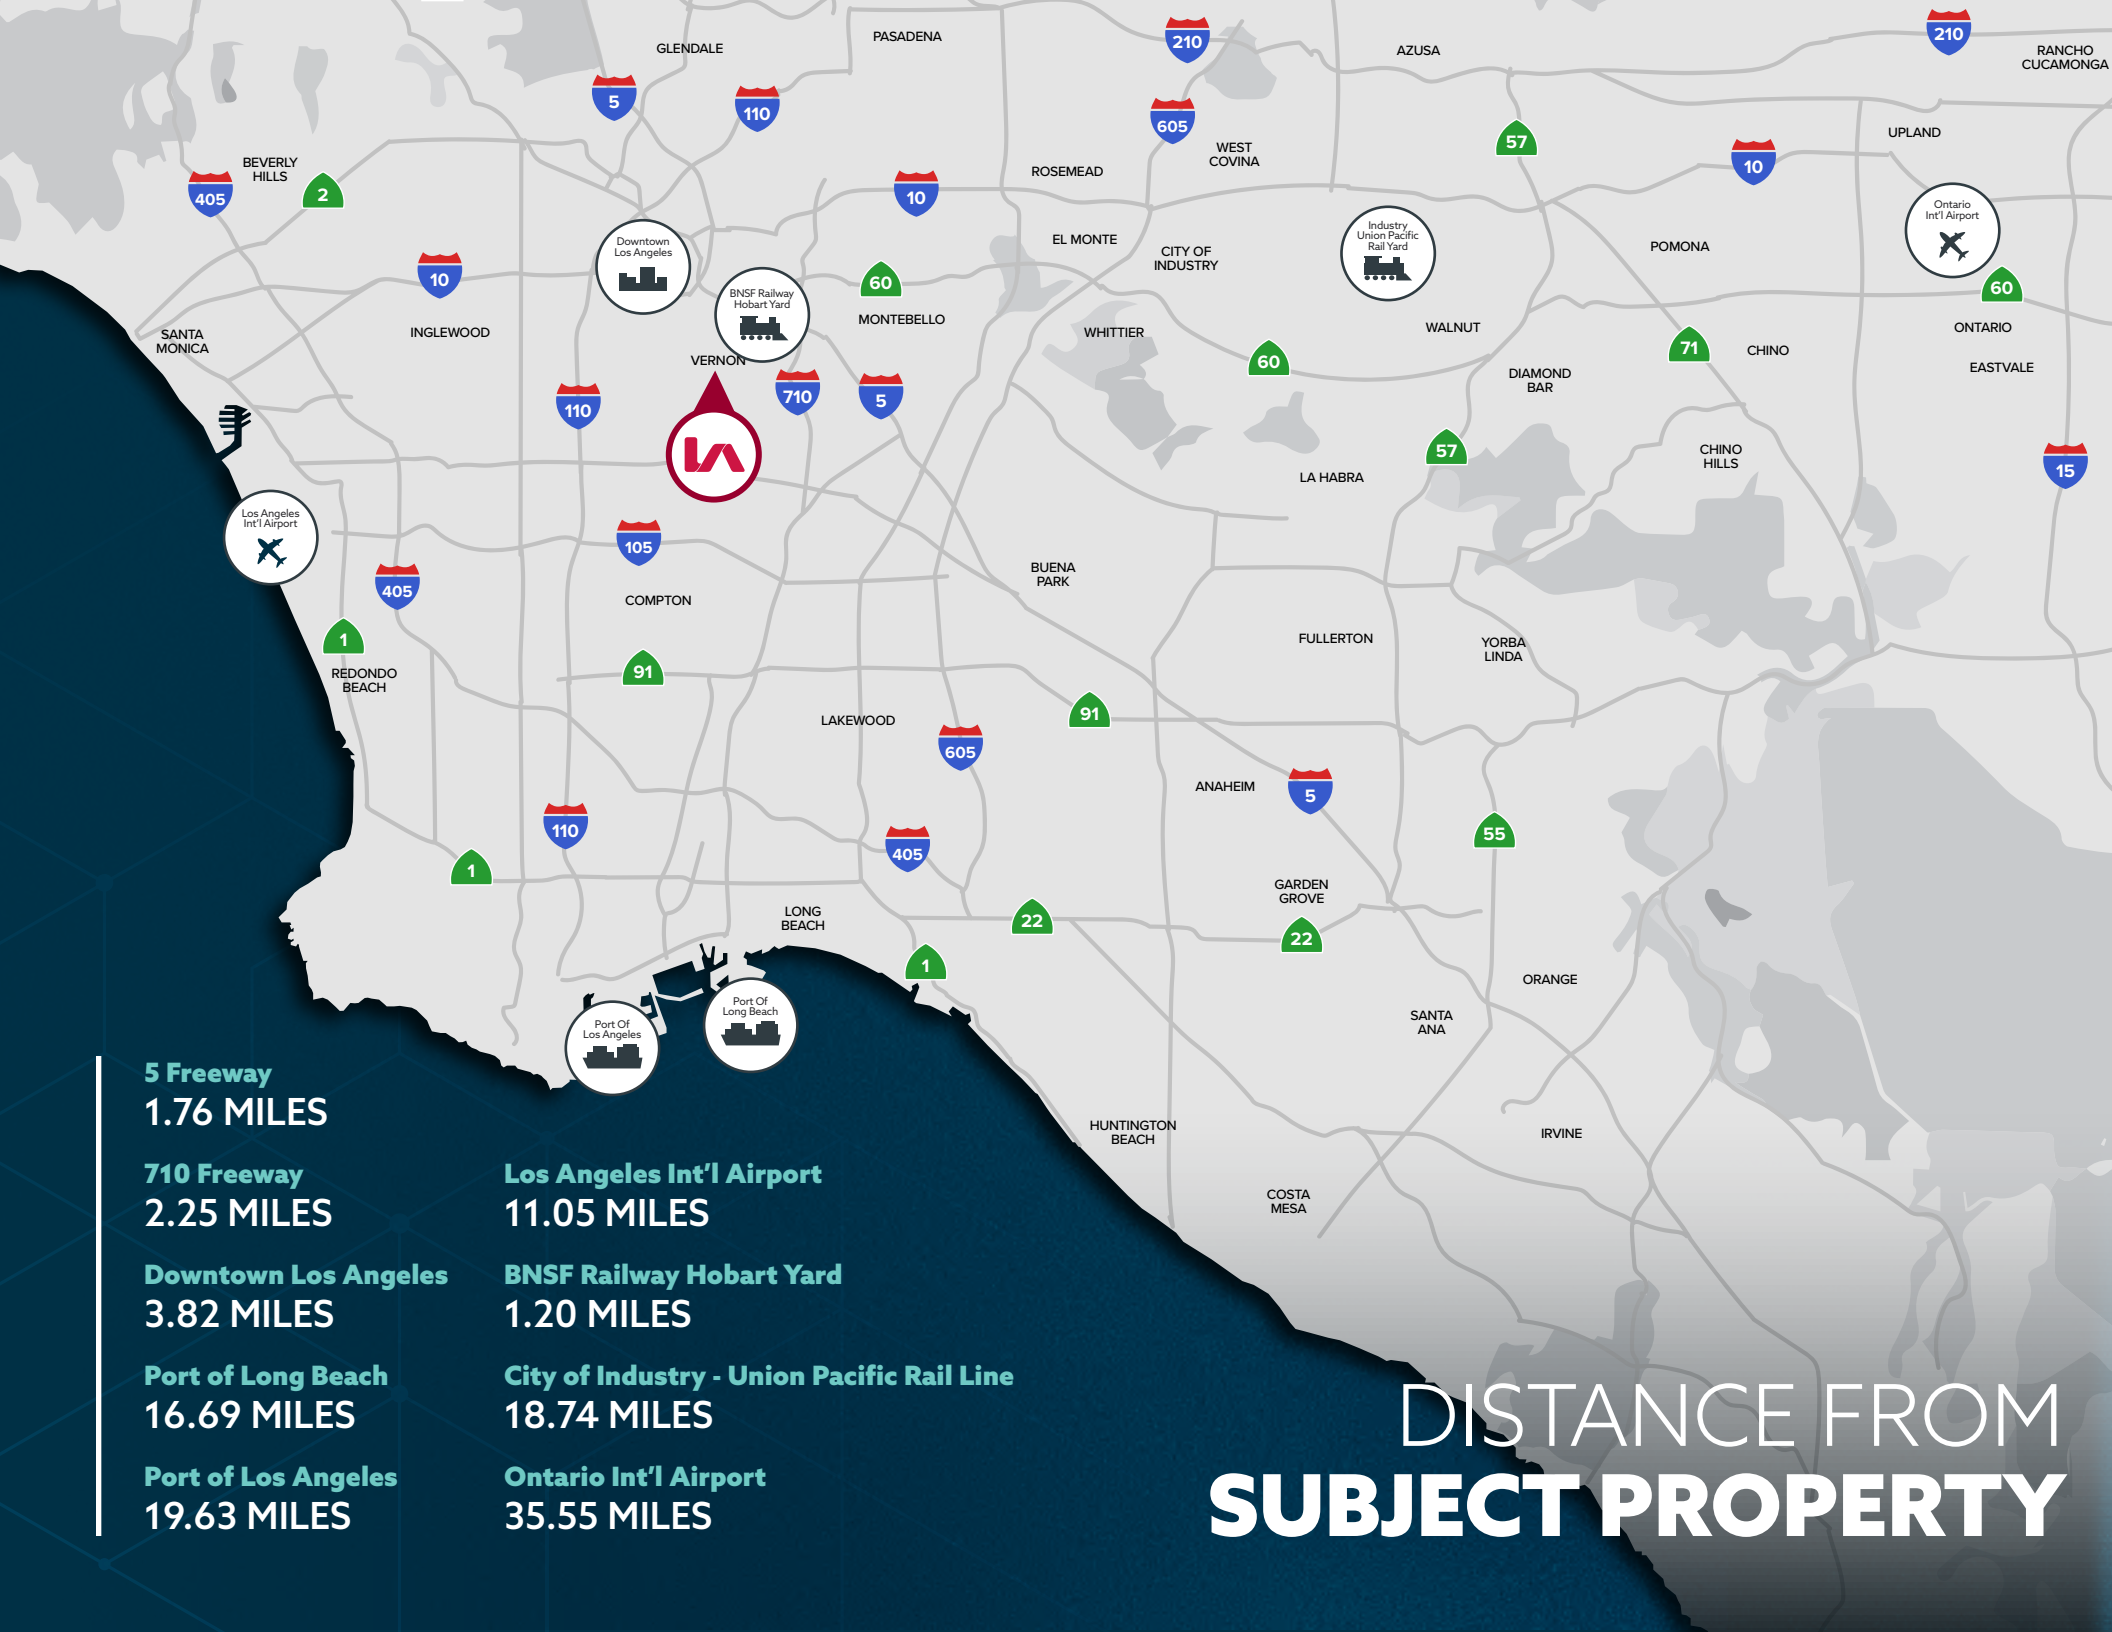 GLENDALE
PASADENA
210
AZUSA
210
RANCHO
CUCAMONGA
5
110
605
WEST
COVINA
57
10
UPLAND
BEVERLY
HILLS
405
2
10
ROSEMEAD
Ontario
Int'l Airport
Downtown
Los Angeles
EL MONTE
CITY OF
INDUSTRY
Industry
Union Pacific
Rail Yard
POMONA
10
60
60
BNSF Railway
Hobart Yard
MONTEBELLO
SANTA
MONICA
INGLEWOOD
VERNON
WHITTIER
60
WALNUT
71
CHINO
ONTARIO
EASTVALE
DIAMOND
BAR
110
710
5
LA
57
CHINO
HILLS
15
LA HABRA
Los Angeles
Int'l Airport
105
405
COMPTON
BUENA
PARK
1
REDONDO
BEACH
91
FULLERTON
YORBA
LINDA
LAKEWOOD
91
605
ANAHEIM
5
110
405
55
1
GARDEN
GROVE
LONG
BEACH
22
22
1
ORANGE
Port Of
Long Beach
Port Of
Los Angeles
SANTA
ANA
HUNTINGTON
BEACH
IRVINE
COSTA
MESA
5 Freeway
1.76 MILES
710 Freeway
2.25 MILES
Downtown Los Angeles
3.82 MILES
Port of Long Beach
16.69 MILES
Port of Los Angeles
19.63 MILES
Los Angeles Int'l Airport
11.05 MILES
BNSF Railway Hobart Yard
1.20 MILES
City of Industry - Union Pacific Rail Line
18.74 MILES
Ontario Int'l Airport
35.55 MILES
DISTANCE FROM
SUBJECT PROPERTY